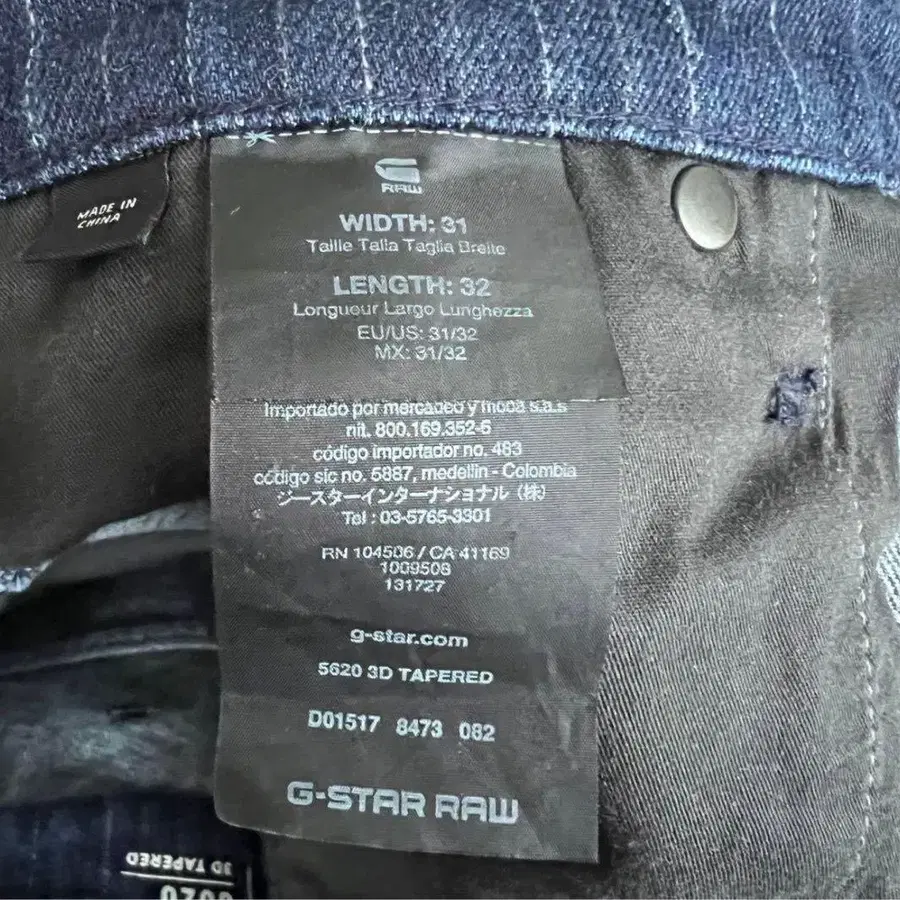 MADE IN
CHINA
RAW
WIDTH: 31
Taille Talla Taglia Breite
LENGTH: 32
Longueur Largo Lunghezza
EU/US: 31/32
MX: 31/32
Importado por mercadeo y moda s.a.s
nit. 800.169.352-5
código importador no. 483
código sic no. 5887, medellin - Colombia
ジースターインターナショナル（株）
Tel : 03-5765-3301
RN 104506 / CA 41169
1009508
131727
g-star.com
5620 3D TAPERED
D01517 8473 082
G-STAR RAW
3D TAPERED
5620